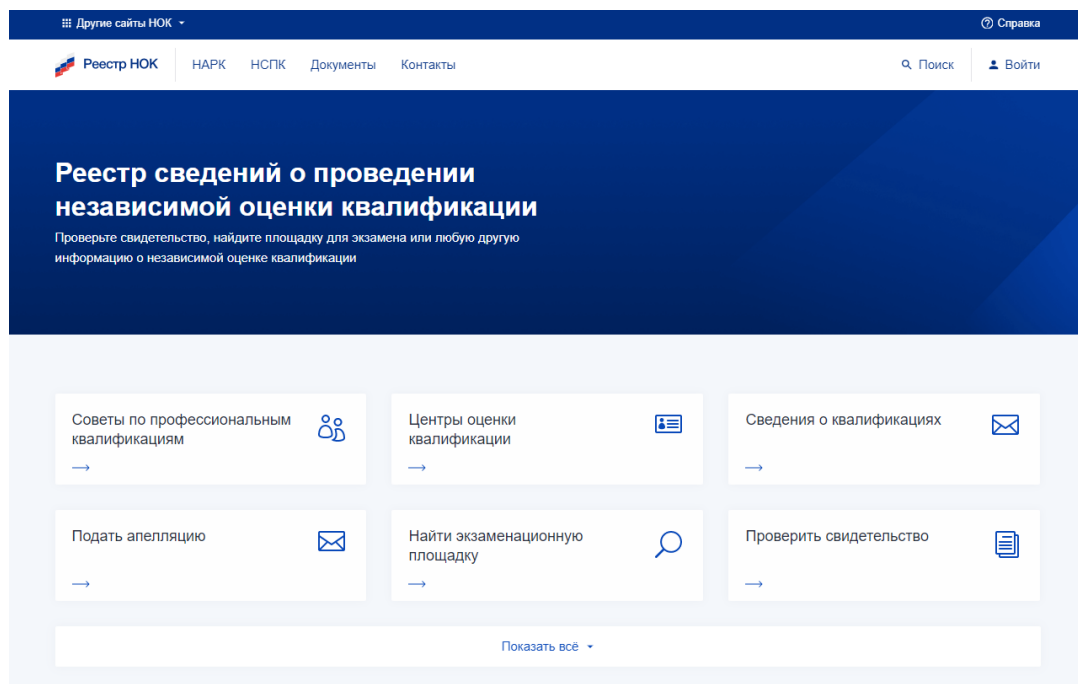 Другие сайты НОК
Справка
Реестр НОК
НАРК
НСПК
Документы
Контакты
Поиск
Войти
Реестр сведений о проведении
независимой оценки квалификации
Проверьте свидетельство, найдите площадку для экзамена или любую другую
информацию о независимой оценке квалификации
Советы по профессиональным
квалификациям
Центры оценки
квалификации
Сведения о квалификациях
Подать апелляцию
Найти экзаменационную
площадку
Проверить свидетельство
Показать всё